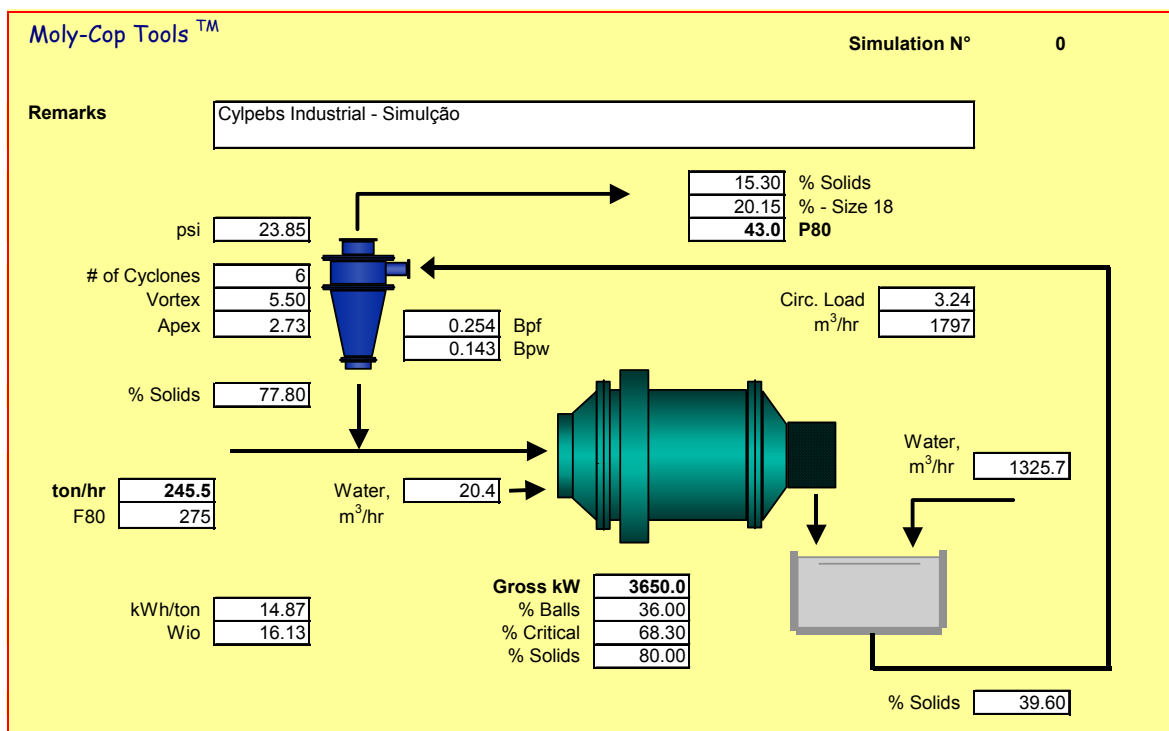 Moly-Cop Tools TM
Simulation N° 0
Remarks Cylpebs Industrial - Simulção
15.30 % Solids
20.15 % - Size 18
psi 23.85 43.0 P80
# of Cyclones 6
Vortex 5.50 Circ. Load 3.24
Apex 2.73 0.254 Bpf m3/hr 1797
0.143 Bpw
% Solids 77.80
Water,
m3/hr 1325.7
ton/hr 245.5 Water, 20.4
F80 275 m3/hr
Gross kW 3650.0
kWh/ton 14.87 % Balls 36.00
Wio 16.13 % Critical 68.30
% Solids 80.00
% Solids 39.60